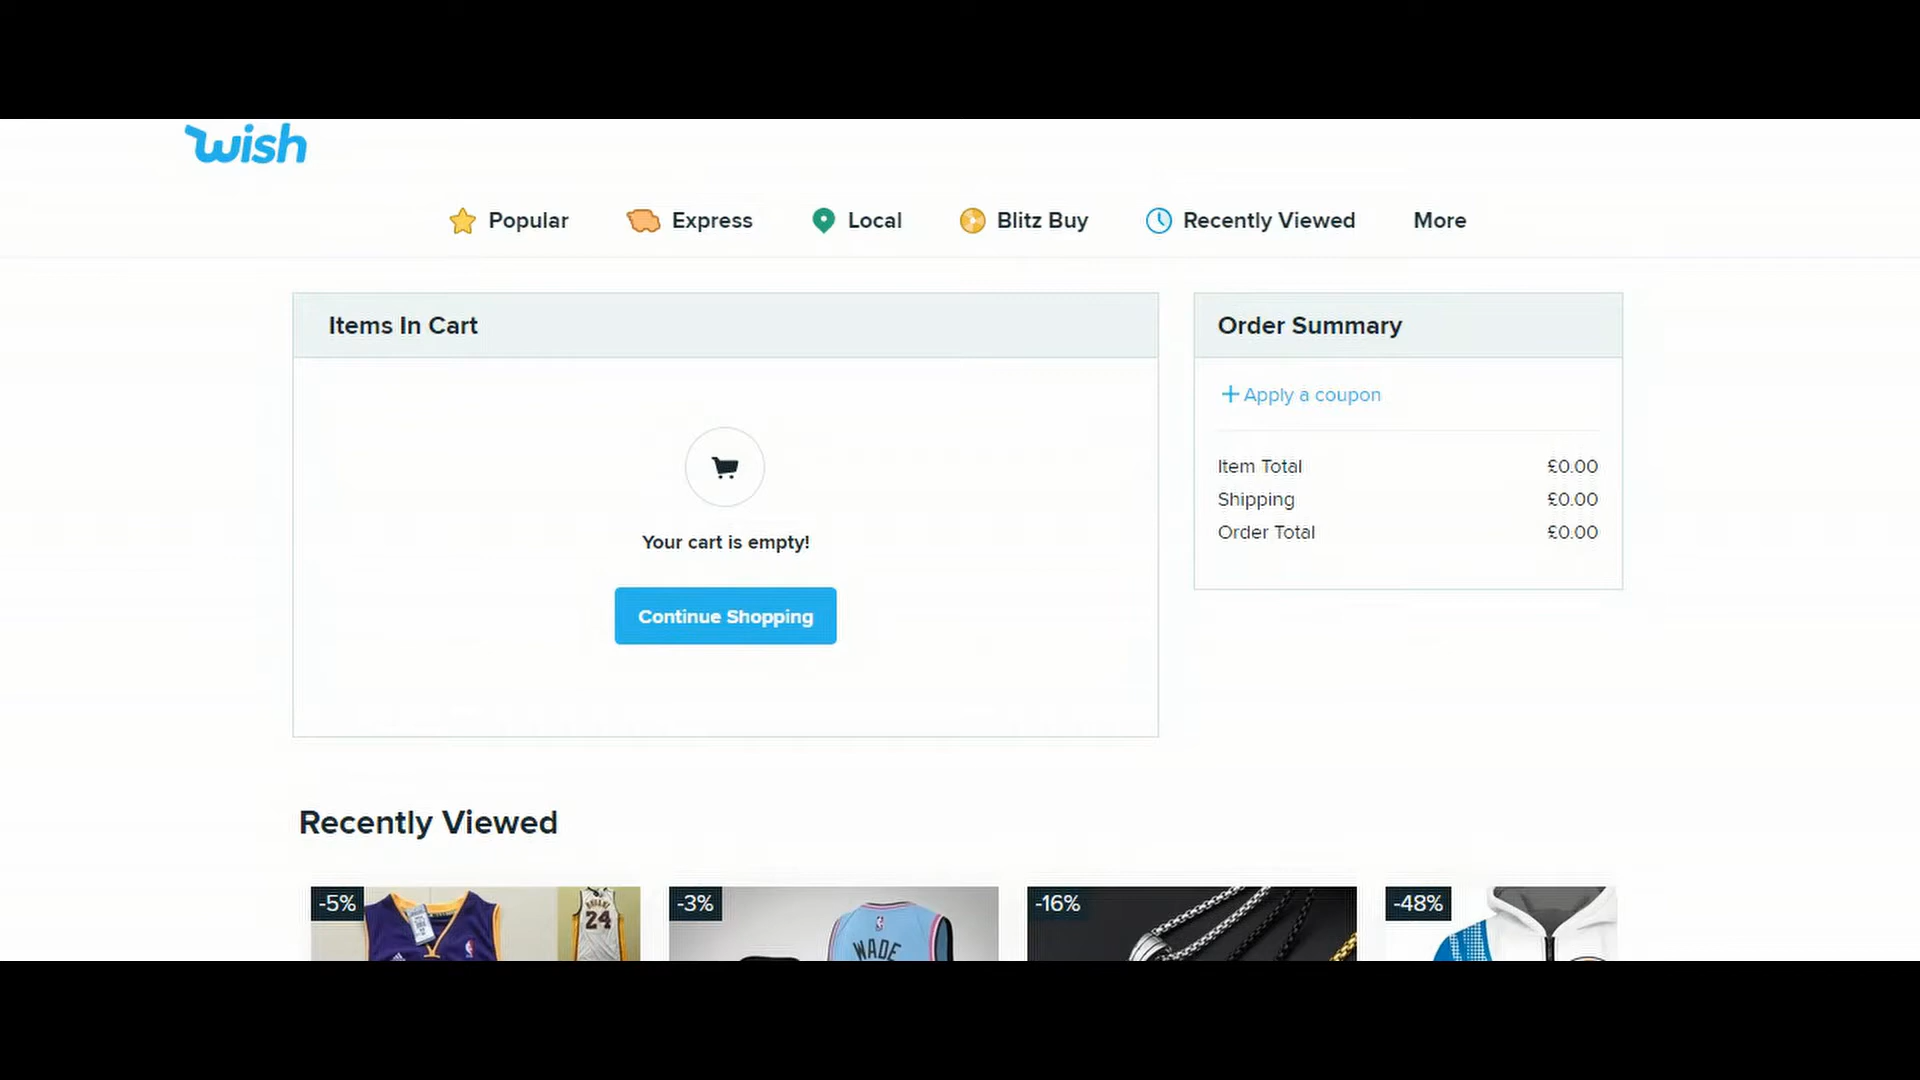 wish
Popular
Express
Local
Blitz Buy
Recently Viewed
More
Items In Cart
Your cart is empty!
Continue Shopping
Order Summary
Apply a coupon
Item Total £0.00
Shipping £0.00
Order Total £0.00
Recently Viewed
-5%
BRYANT
24
-3%
WADE
-16%
-48%